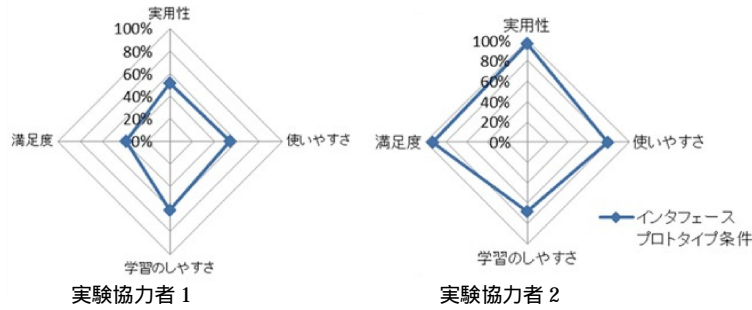 実用性
100%
80%
60%
40%
20%
0%
満足度
使いやすさ
学習のしやすさ
実験協力者 1
実用性
100%
80%
60%
40%
20%
0%
満足度
使いやすさ
学習のしやすさ
インタフェース
プロトタイプ条件
実験協力者 2